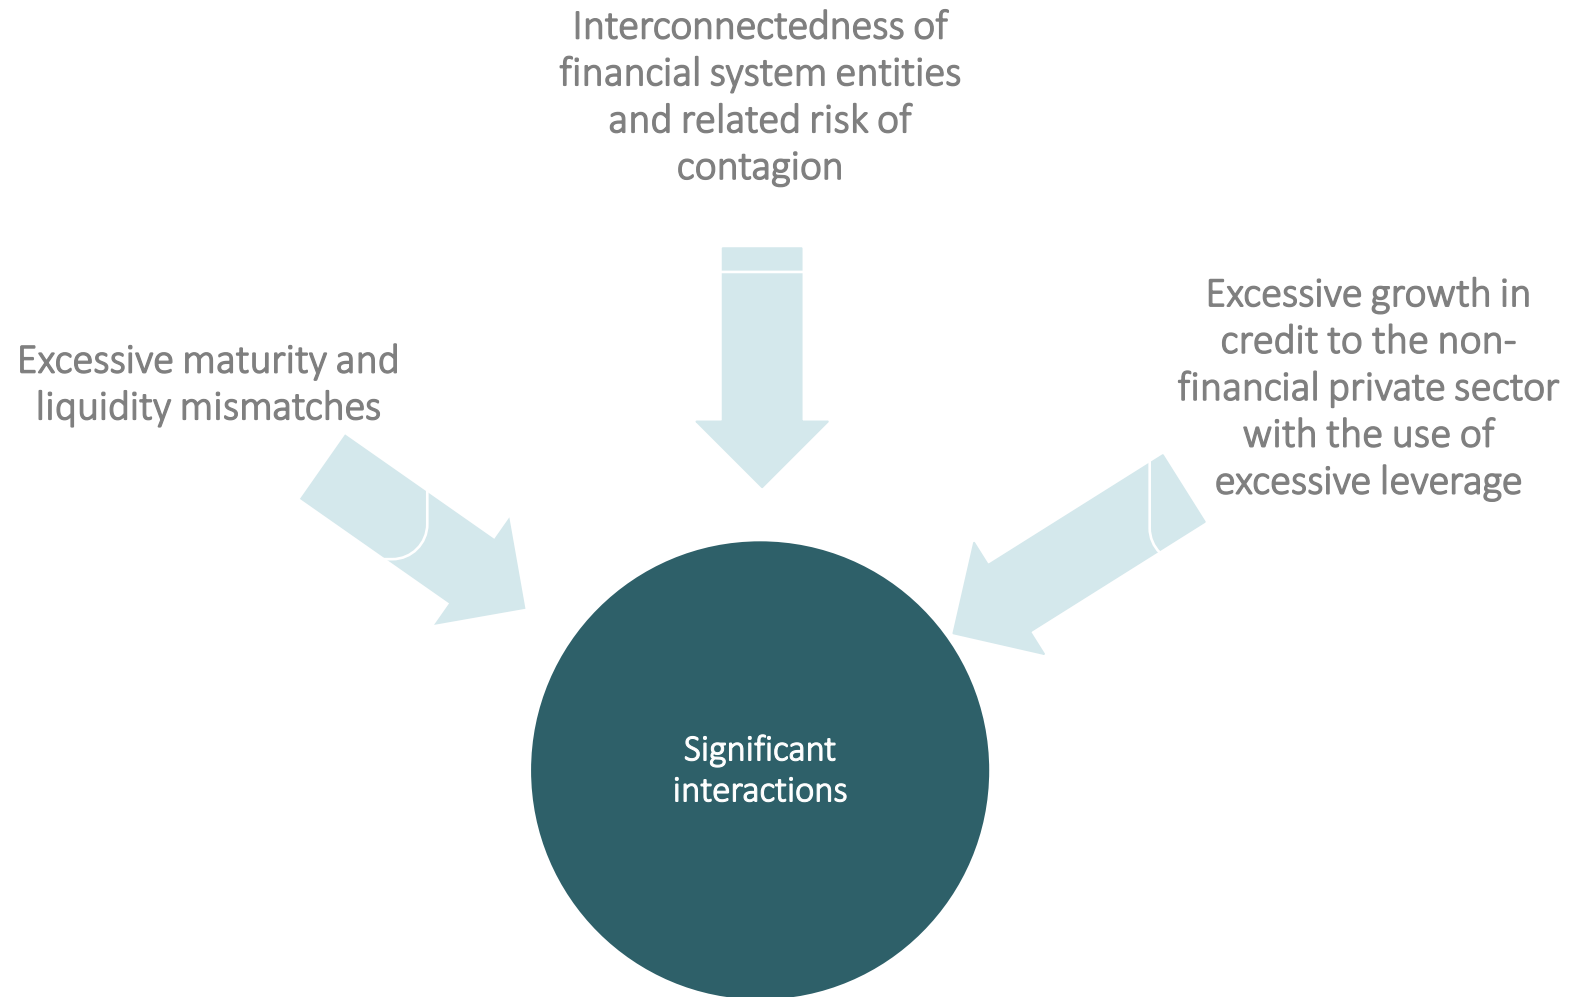 Interconnectedness of
financial system entities
and related risk of
contagion
Excessive maturity and
liquidity mismatches
Excessive growth in
credit to the non-
financial private sector
with the use of
excessive leverage
Significant
interactions